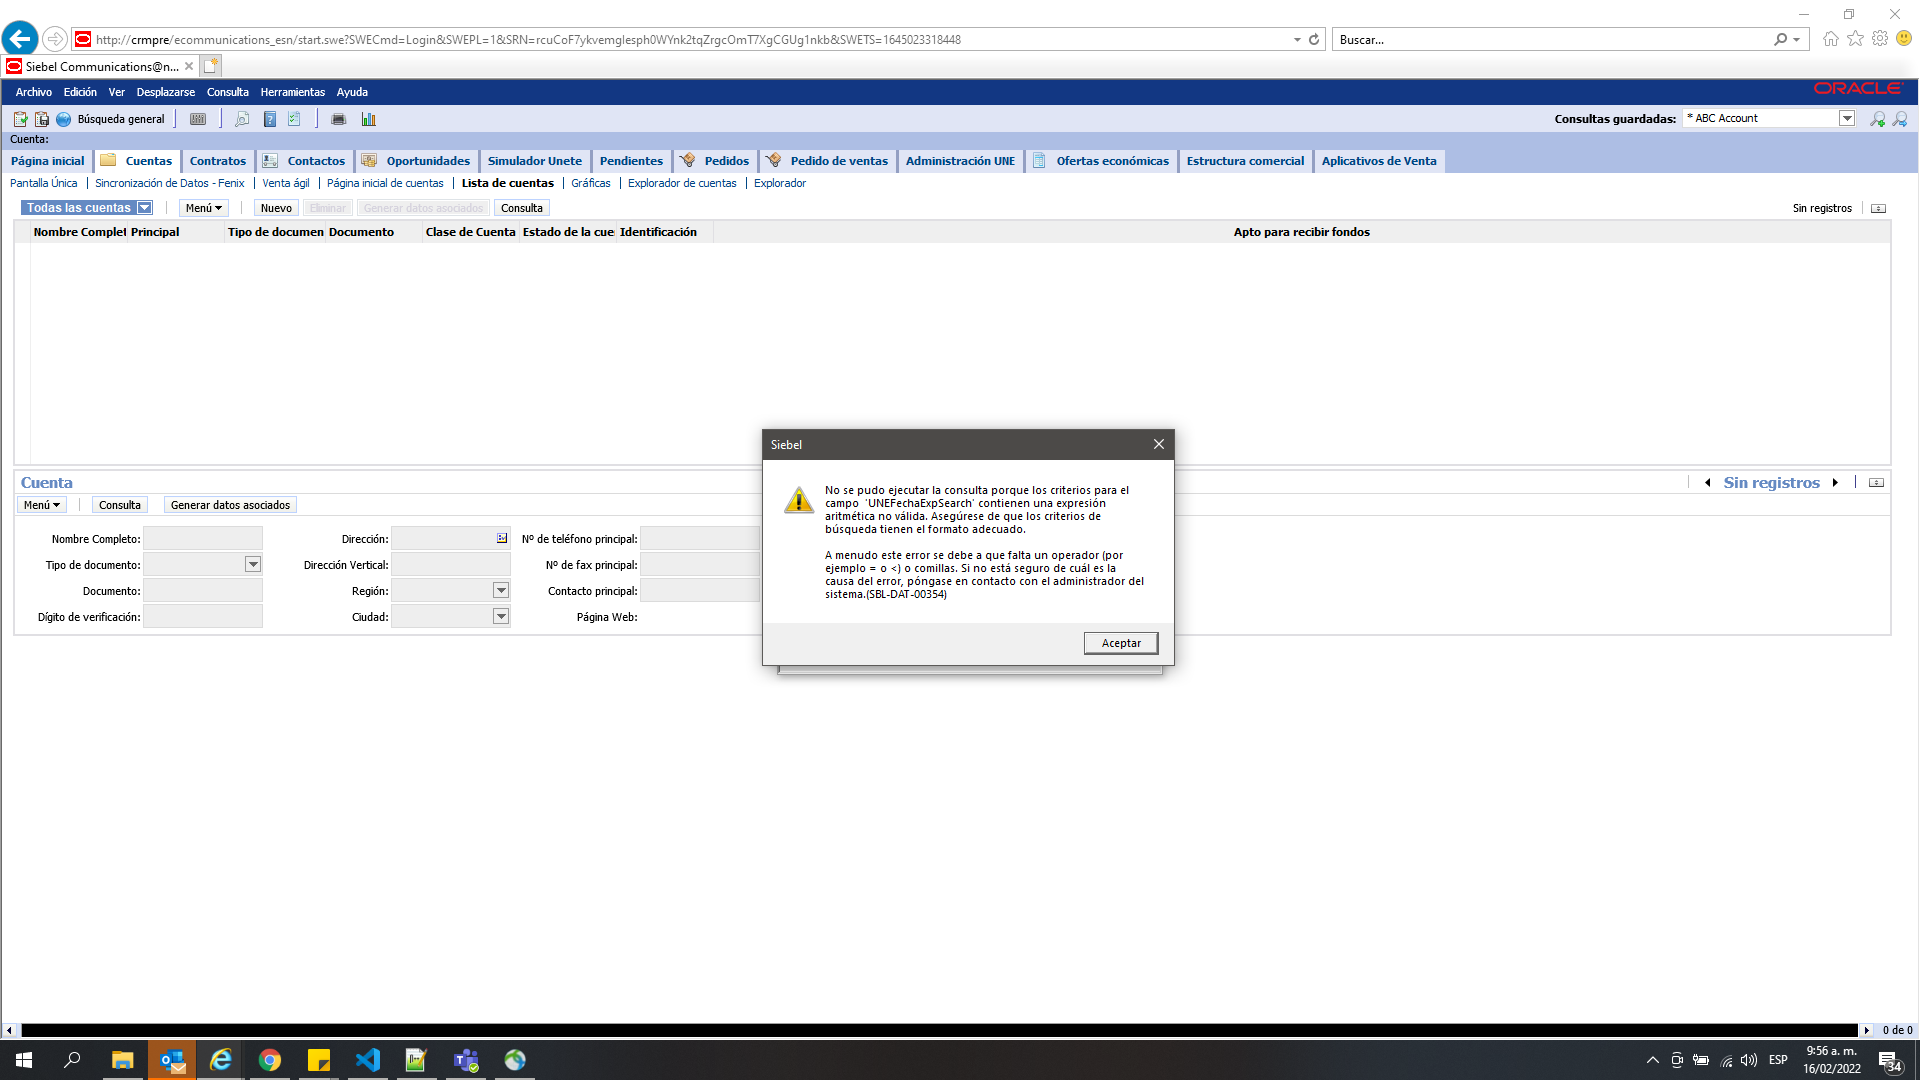 http://crmpre/ecommunications_esn/start.swe?SWECmd=Login&SWEPL=1&SRN=rcuCoF7ykvemglesph0WYnk2tqZrgcOmT7XgCGUg1nkb&SWETS=1645023318448
Buscar...
Siebel Communications@n...
Archivo Edición Ver Desplazarse Consulta Herramientas Ayuda
ORACLE
Búsqueda general
Consultas guardadas: * ABC Account
Cuenta:
Página inicial Cuentas Contratos Contactos Oportunidades Simulador Unete Pendientes Pedidos Pedido de ventas Administración UNE Ofertas económicas Estructura comercial Aplicativos de Venta
Pantalla Única Sincronización de Datos - Fenix Venta ágil Página inicial de cuentas Lista de cuentas Gráficas Explorador de cuentas Explorador
Todas las cuentas Menú Nuevo Eliminar Generar datos asociados Consulta Sin registros
Nombre Complet Principal Tipo de documen Documento Clase de Cuenta Estado de la cue Identificación Apto para recibir fondos
Siebel
No se pudo ejecutar la consulta porque los criterios para el
campo 'UNEFechaExpSearch' contienen una expresión
aritmética no válida. Asegúrese de que los criterios de
búsqueda tienen el formato adecuado.
A menudo este error se debe a que falta un operador (por
ejemplo = o <) o comillas. Si no está seguro de cuál es la
causa del error, póngase en contacto con el administrador del
sistema.(SBL-DAT-00354)
Aceptar
Cuenta
Sin registros
Menú Consulta Generar datos asociados
Nombre Completo: Dirección: Nº de teléfono principal:
Tipo de documento: Dirección Vertical: Nº de fax principal:
Documento: Región: Contacto principal:
Dígito de verificación: Ciudad: Página Web:
0 de 0
ESP
9:56 a. m.
16/02/2022
34